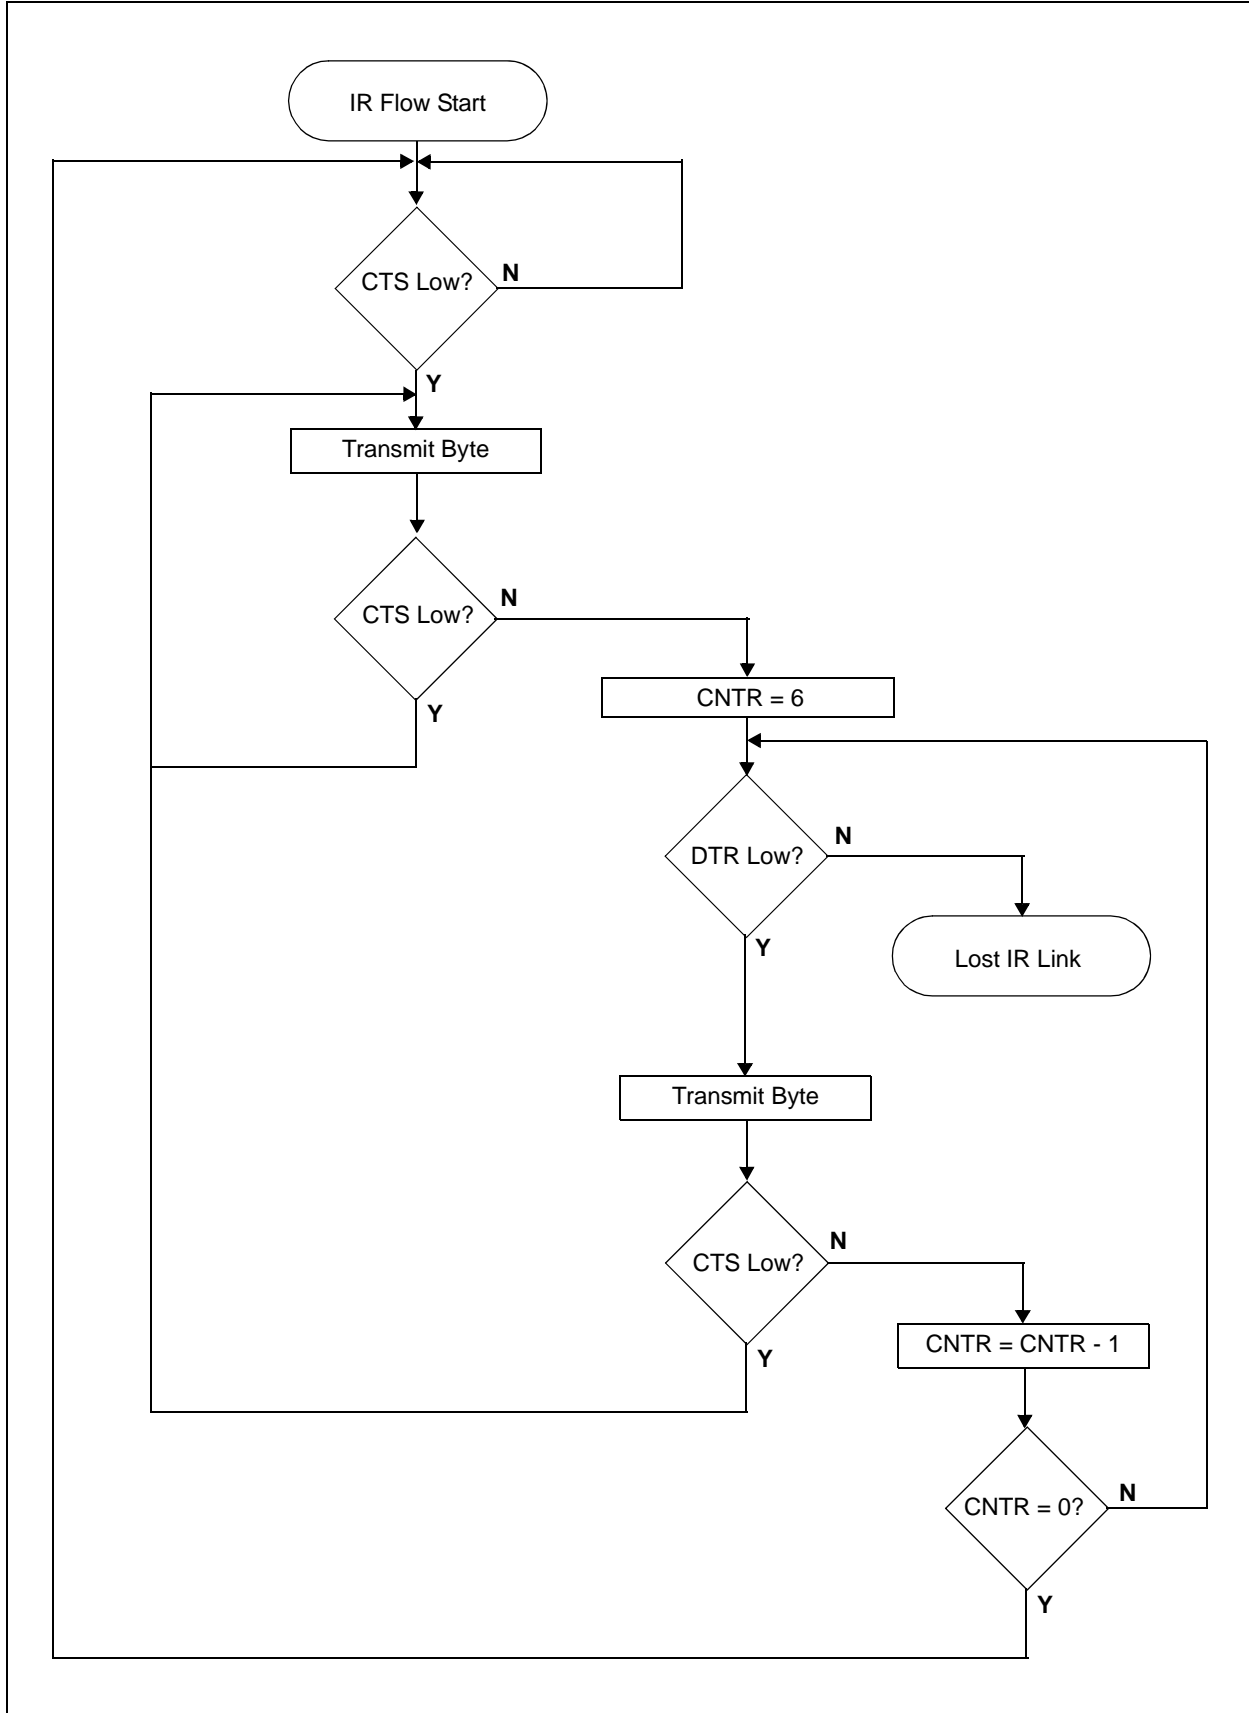 IR Flow Start
CTS Low?
N
Y
Transmit Byte
CTS Low?
N
Y
CNTR = 6
DTR Low?
N
Y
Lost IR Link
Transmit Byte
CTS Low?
N
Y
CNTR = CNTR - 1
CNTR = 0?
N
Y